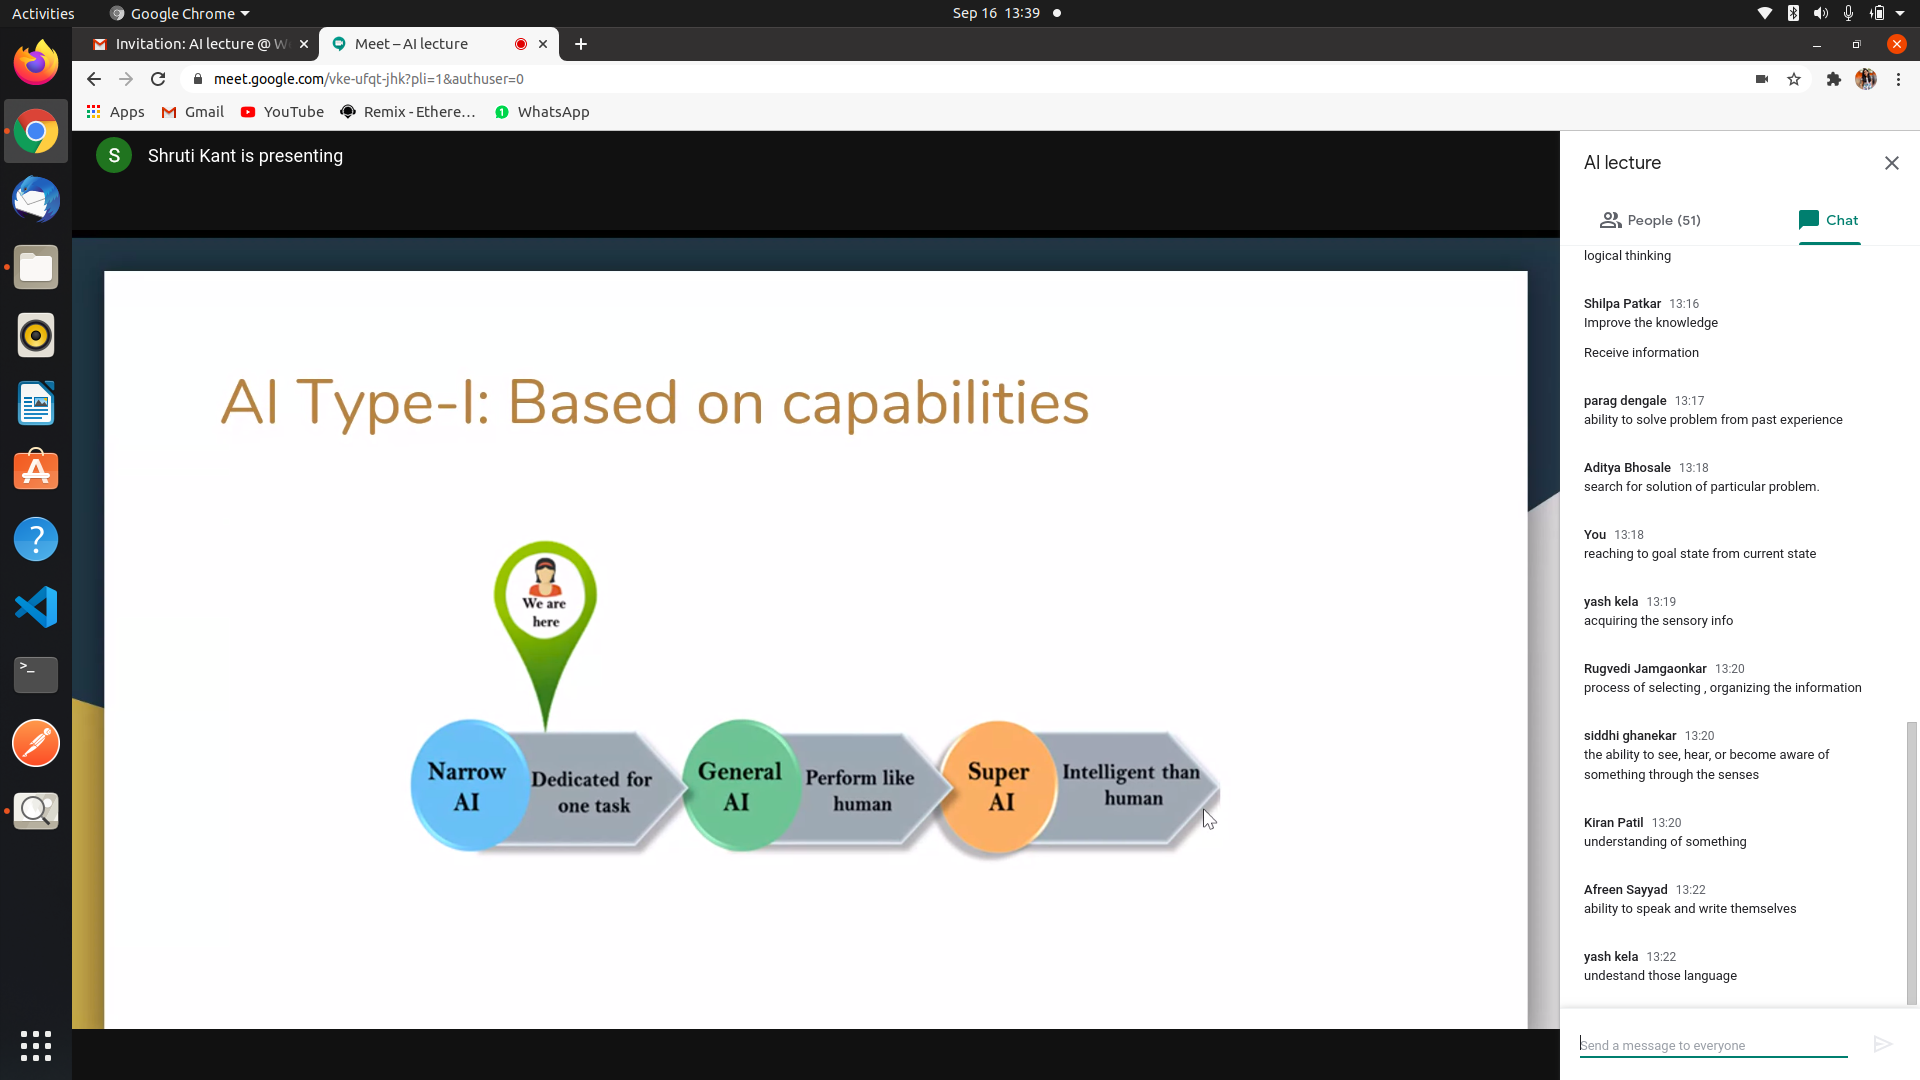 Activities
Google Chrome
Sep 16 13:39
Invitation: AI lecture @ W
Meet – AI lecture
meet.google.com/vke-ufqt-jhk?pli=1&authuser=0
Apps
Gmail
YouTube
Remix - Ethere…
1
WhatsApp
S
Shruti Kant is presenting
AI Type-I: Based on capabilities
We are
here
Narrow
AI
Dedicated for
one task
General
AI
Perform like
human
Super
AI
Intelligent than
human
AI lecture
People (51)
Chat
logical thinking
Shilpa Patkar 13:16
Improve the knowledge
Receive information
parag dengale 13:17
ability to solve problem from past experience
Aditya Bhosale 13:18
search for solution of particular problem.
You 13:18
reaching to goal state from current state
yash kela 13:19
acquiring the sensory info
Rugvedi Jamgaonkar 13:20
process of selecting , organizing the information
siddhi ghanekar 13:20
the ability to see, hear, or become aware of
something through the senses
Kiran Patil 13:20
understanding of something
Afreen Sayyad 13:22
ability to speak and write themselves
yash kela 13:22
undestand those language
Send a message to everyone